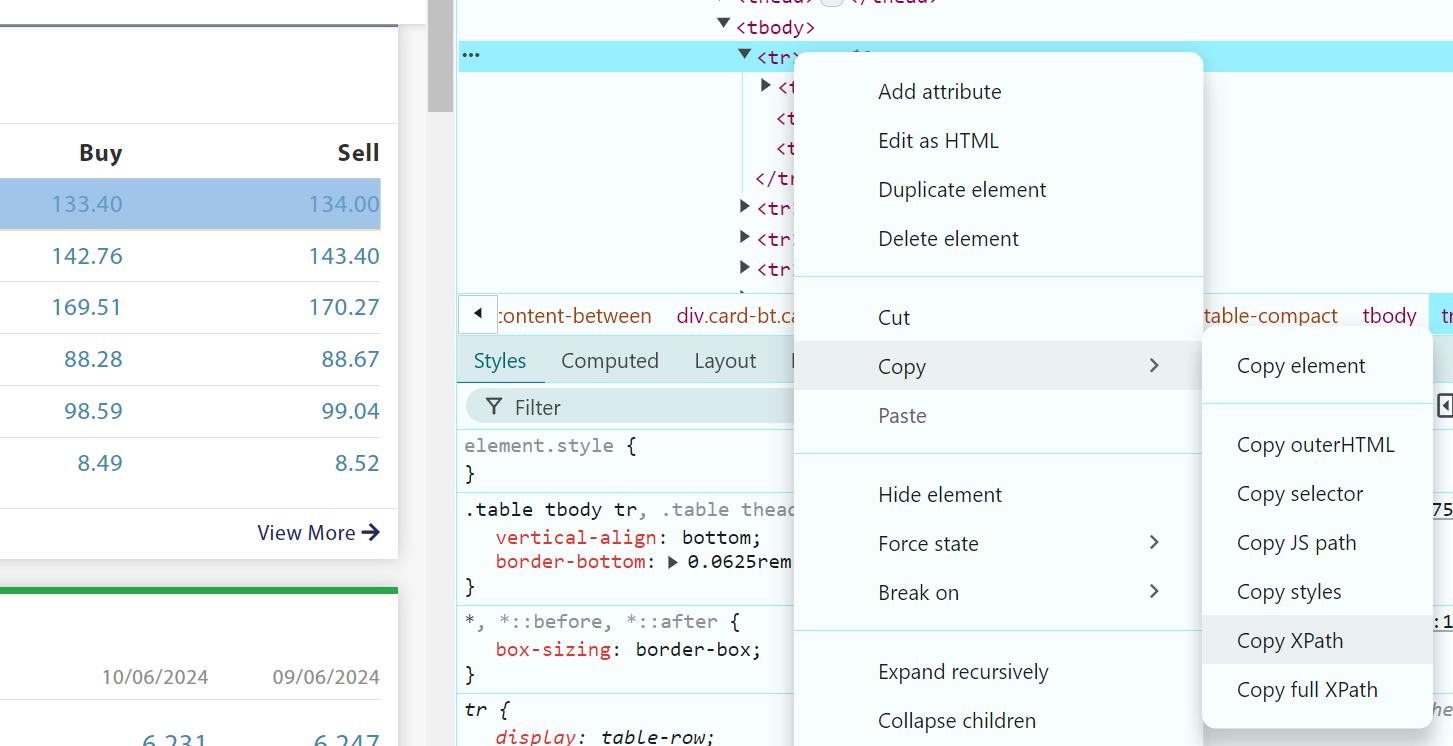 Buy Sell
133.40 134.00
142.76 143.40
169.51 170.27
88.28 88.67
98.59 99.04
8.49 8.52
View More
10/06/2024 09/06/2024
6,231 6,247
<tbody>
<tr
</tr
<tr
<tr
<tr
content-between div.card-bt.ca table-compact tbody tr
Styles Computed Layout
Filter
element.style {
}
.table tbody tr, .table thead
vertical-align: bottom;
border-bottom: 0.0625rem
}
*, *::before, *::after {
box-sizing: border-box;
}
tr {
display: table-row;
Add attribute
Edit as HTML
Duplicate element
Delete element
Cut
Copy
Paste
Hide element
Force state
Break on
Expand recursively
Collapse children
Copy element
Copy outerHTML
Copy selector
Copy JS path
Copy styles
Copy XPath
Copy full XPath